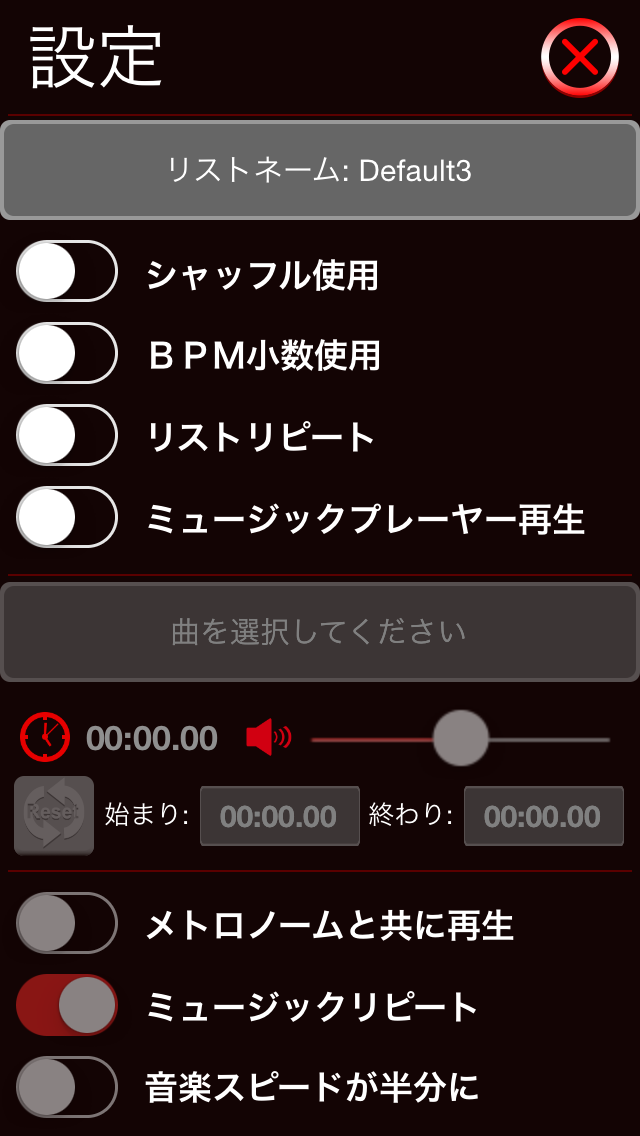 設定
リストネーム: Default3
シャッフル使用
ＢＰＭ小数使用
リストリピート
ミュージックプレーヤー再生
曲を選択してください
00:00.00
Reset 始まり: 00:00.00 終わり: 00:00.00
メトロノームと共に再生
ミュージックリピート
音楽スピードが半分に